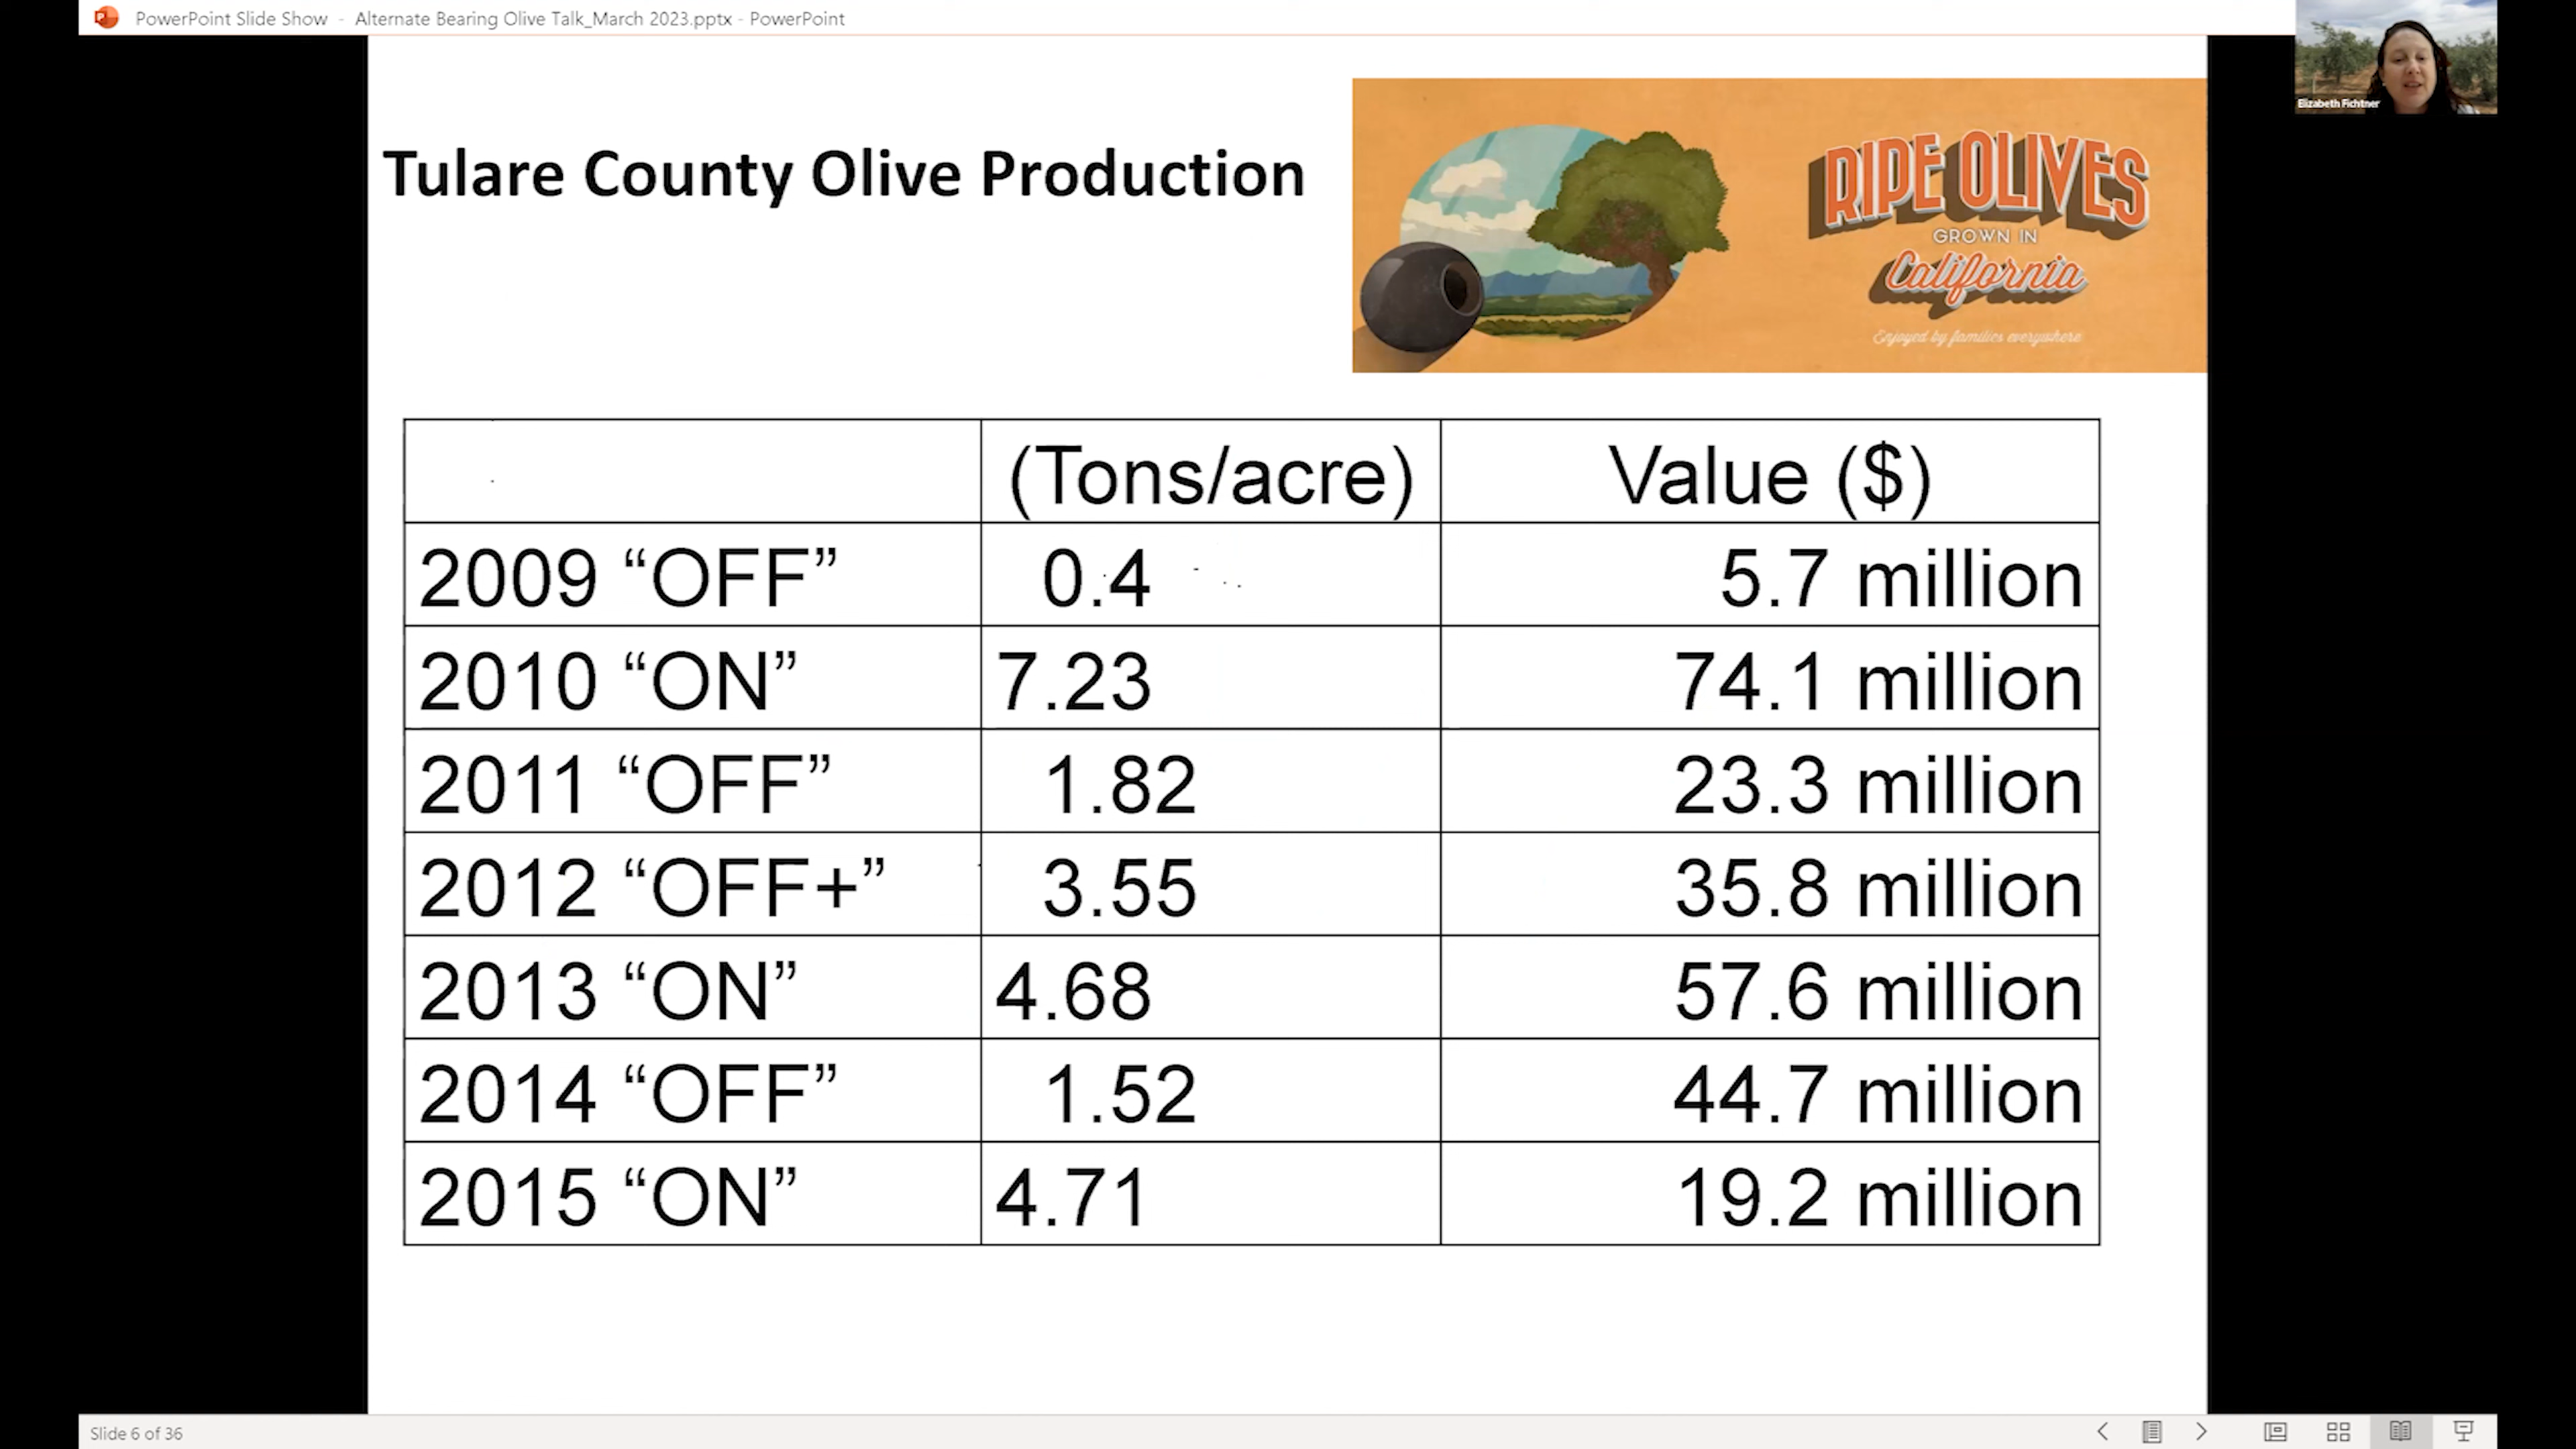 PowerPoint Slide Show - Alternate Bearing Olive Talk_March 2023.pptx - PowerPoint
Elizabeth Fichtner
Tulare County Olive Production
RIPE OLIVES
GROWN IN
California
Enjoyed by families everywhere
(Tons/acre) Value ($)
2009 “OFF” 0.4 5.7 million
2010 “ON” 7.23 74.1 million
2011 “OFF” 1.82 23.3 million
2012 “OFF+” 3.55 35.8 million
2013 “ON” 4.68 57.6 million
2014 “OFF” 1.52 44.7 million
2015 “ON” 4.71 19.2 million
Slide 6 of 36